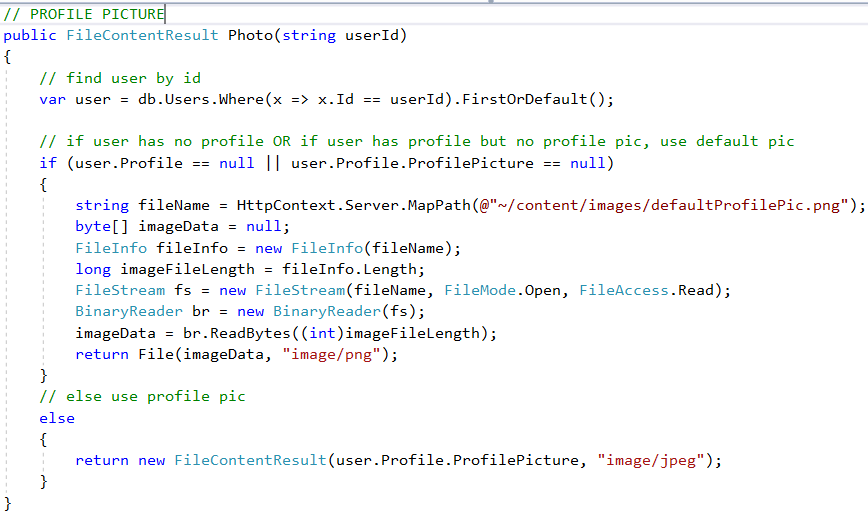 // PROFILE PICTURE
public FileContentResult Photo(string userId)
{
    // find user by id
    var user = db.Users.Where(x => x.Id == userId).FirstOrDefault();

    // if user has no profile OR if user has profile but no profile pic, use default pic
    if (user.Profile == null || user.Profile.ProfilePicture == null)
    {
        string fileName = HttpContext.Server.MapPath(@"~/content/images/defaultProfilePic.png");
        byte[] imageData = null;
        FileInfo fileInfo = new FileInfo(fileName);
        long imageFileLength = fileInfo.Length;
        FileStream fs = new FileStream(fileName, FileMode.Open, FileAccess.Read);
        BinaryReader br = new BinaryReader(fs);
        imageData = br.ReadBytes((int)imageFileLength);
        return File(imageData, "image/png");
    }
    // else use profile pic
    else
    {
        return new FileContentResult(user.Profile.ProfilePicture, "image/jpeg");
    }
}